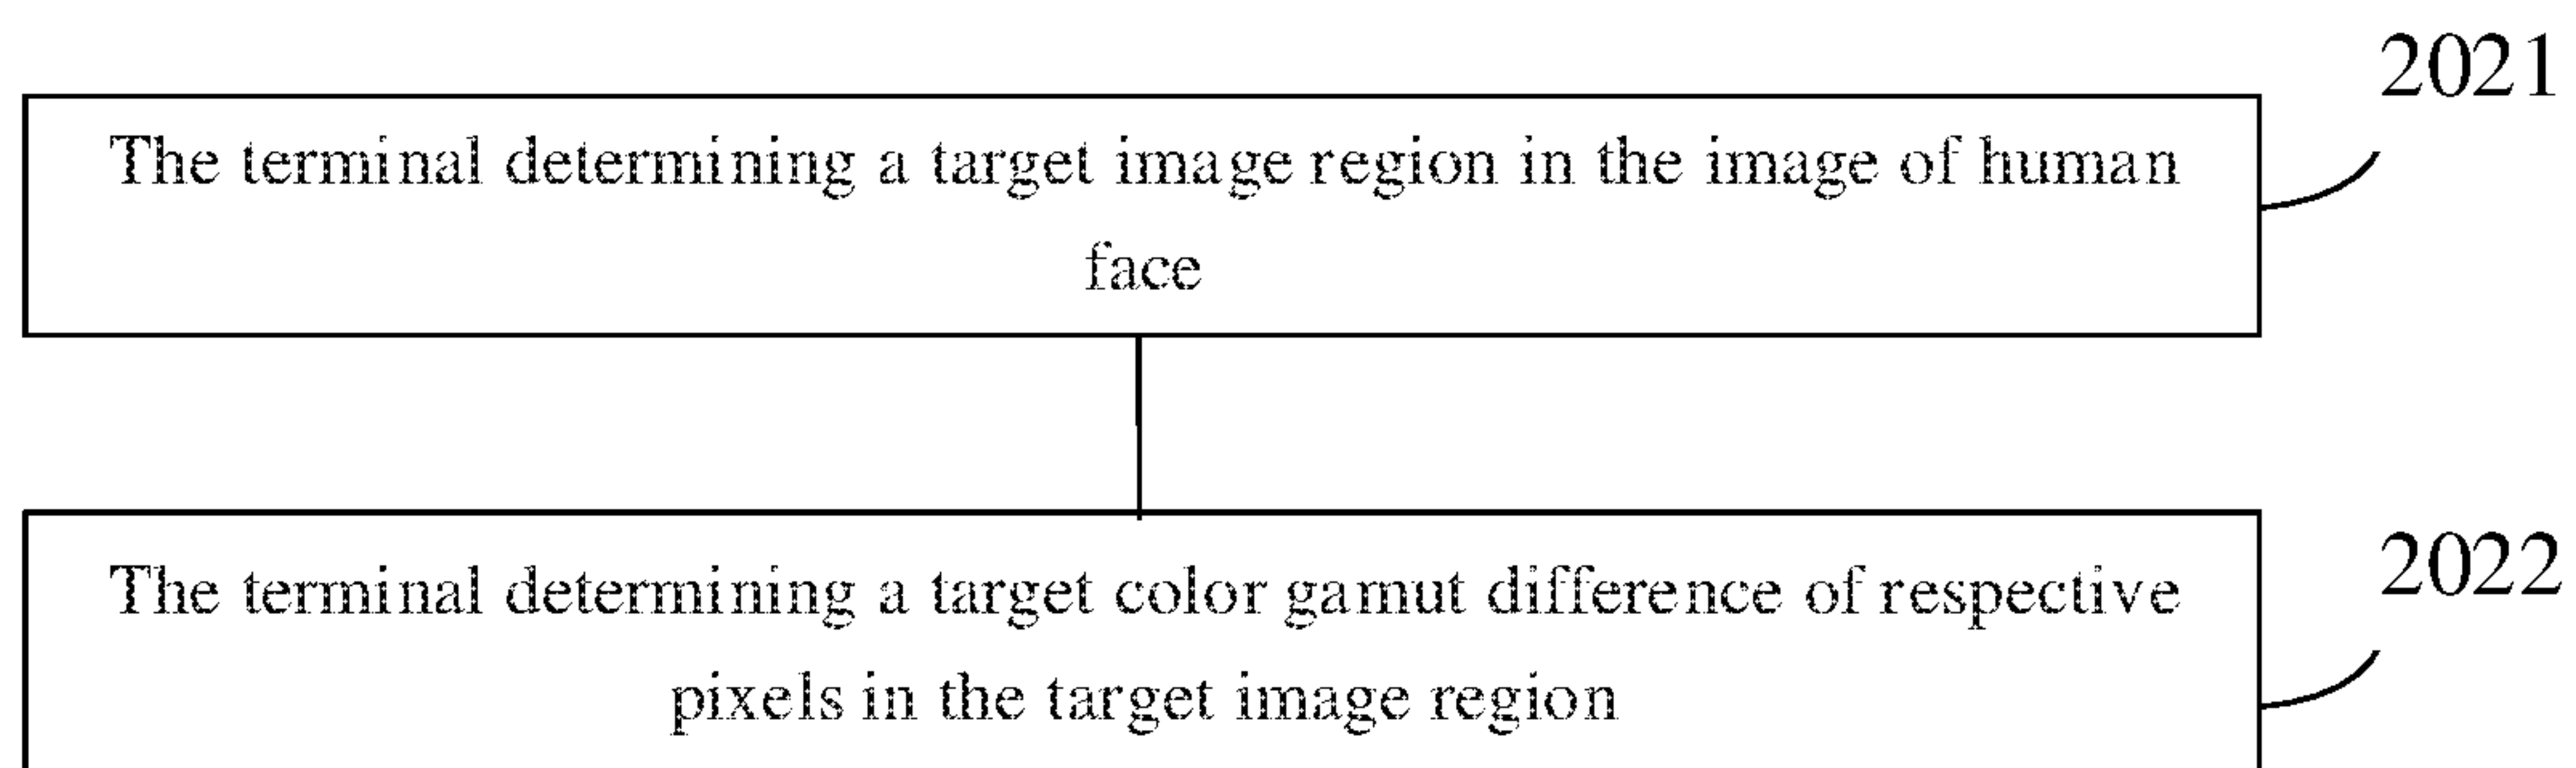 2021
The terminal determining a target image region in the image of human
face
2022
The terminal determining a target color gamut difference of respective
pixels in the target image region